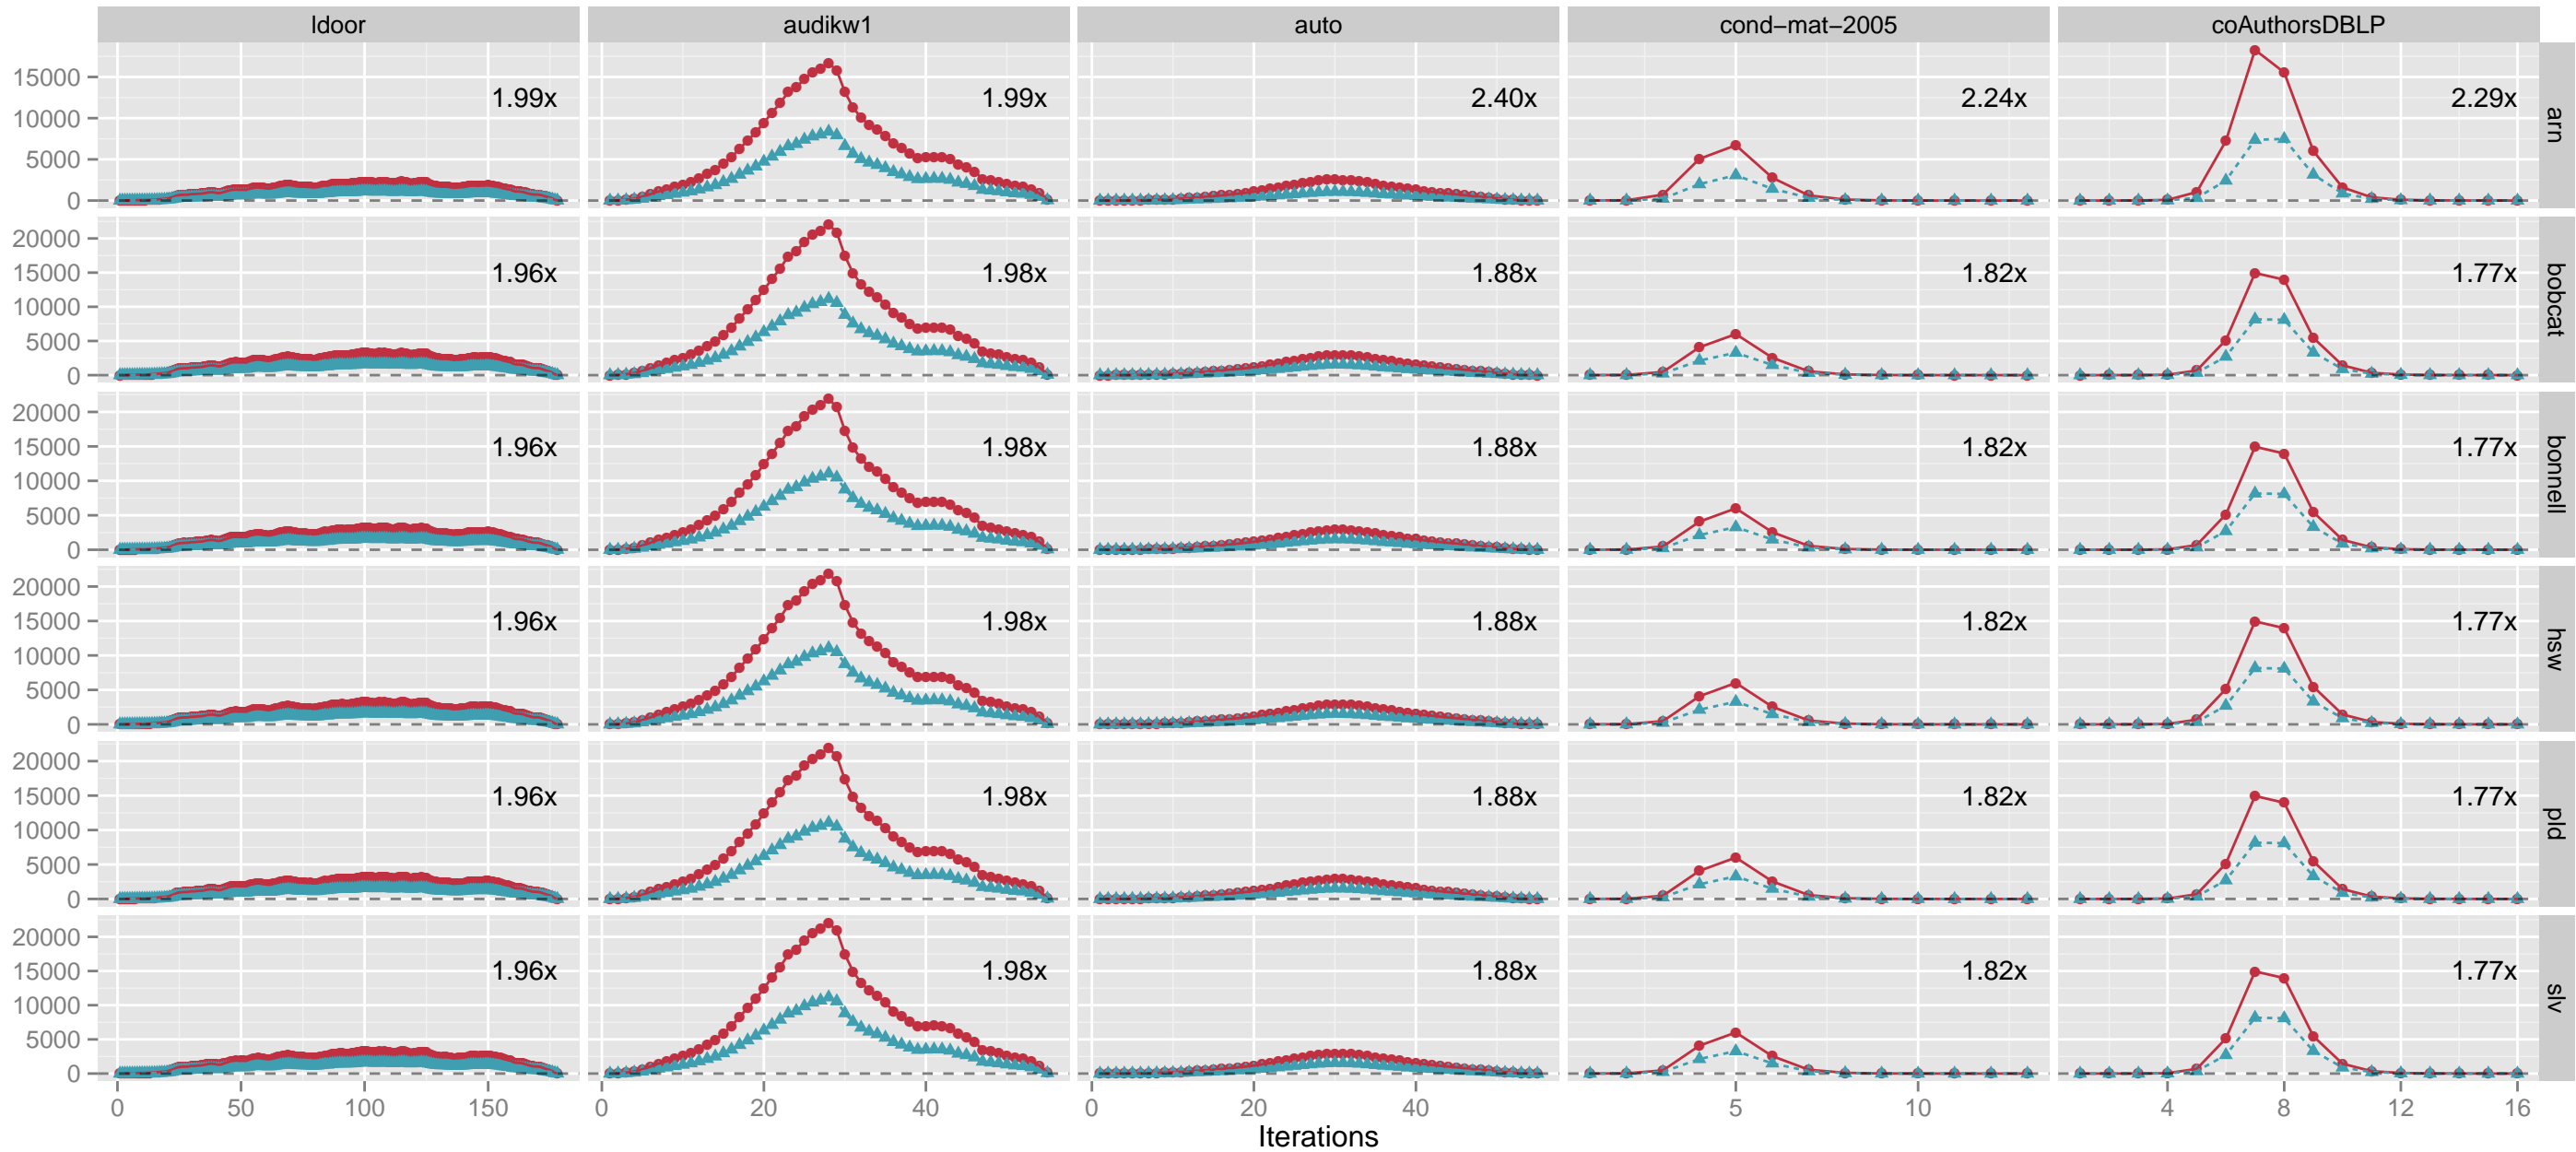 ldoor audikw1 auto cond−mat−2005 coAuthorsDBLP
15000
10000
5000
0
1.99x 1.99x 2.40x 2.24x 2.29x
arn
20000
15000
10000
5000
0
1.96x 1.98x 1.88x 1.82x 1.77x
bobcat
20000
15000
10000
5000
0
1.96x 1.98x 1.88x 1.82x 1.77x
bonnell
20000
15000
10000
5000
0
1.96x 1.98x 1.88x 1.82x 1.77x
hsw
20000
15000
10000
5000
0
1.96x 1.98x 1.88x 1.82x 1.77x
pld
20000
15000
10000
5000
0
1.96x 1.98x 1.88x 1.82x 1.77x
slv
0 50 100 150 0 20 40 0 20 40 5 10 4 8 12 16
Iterations